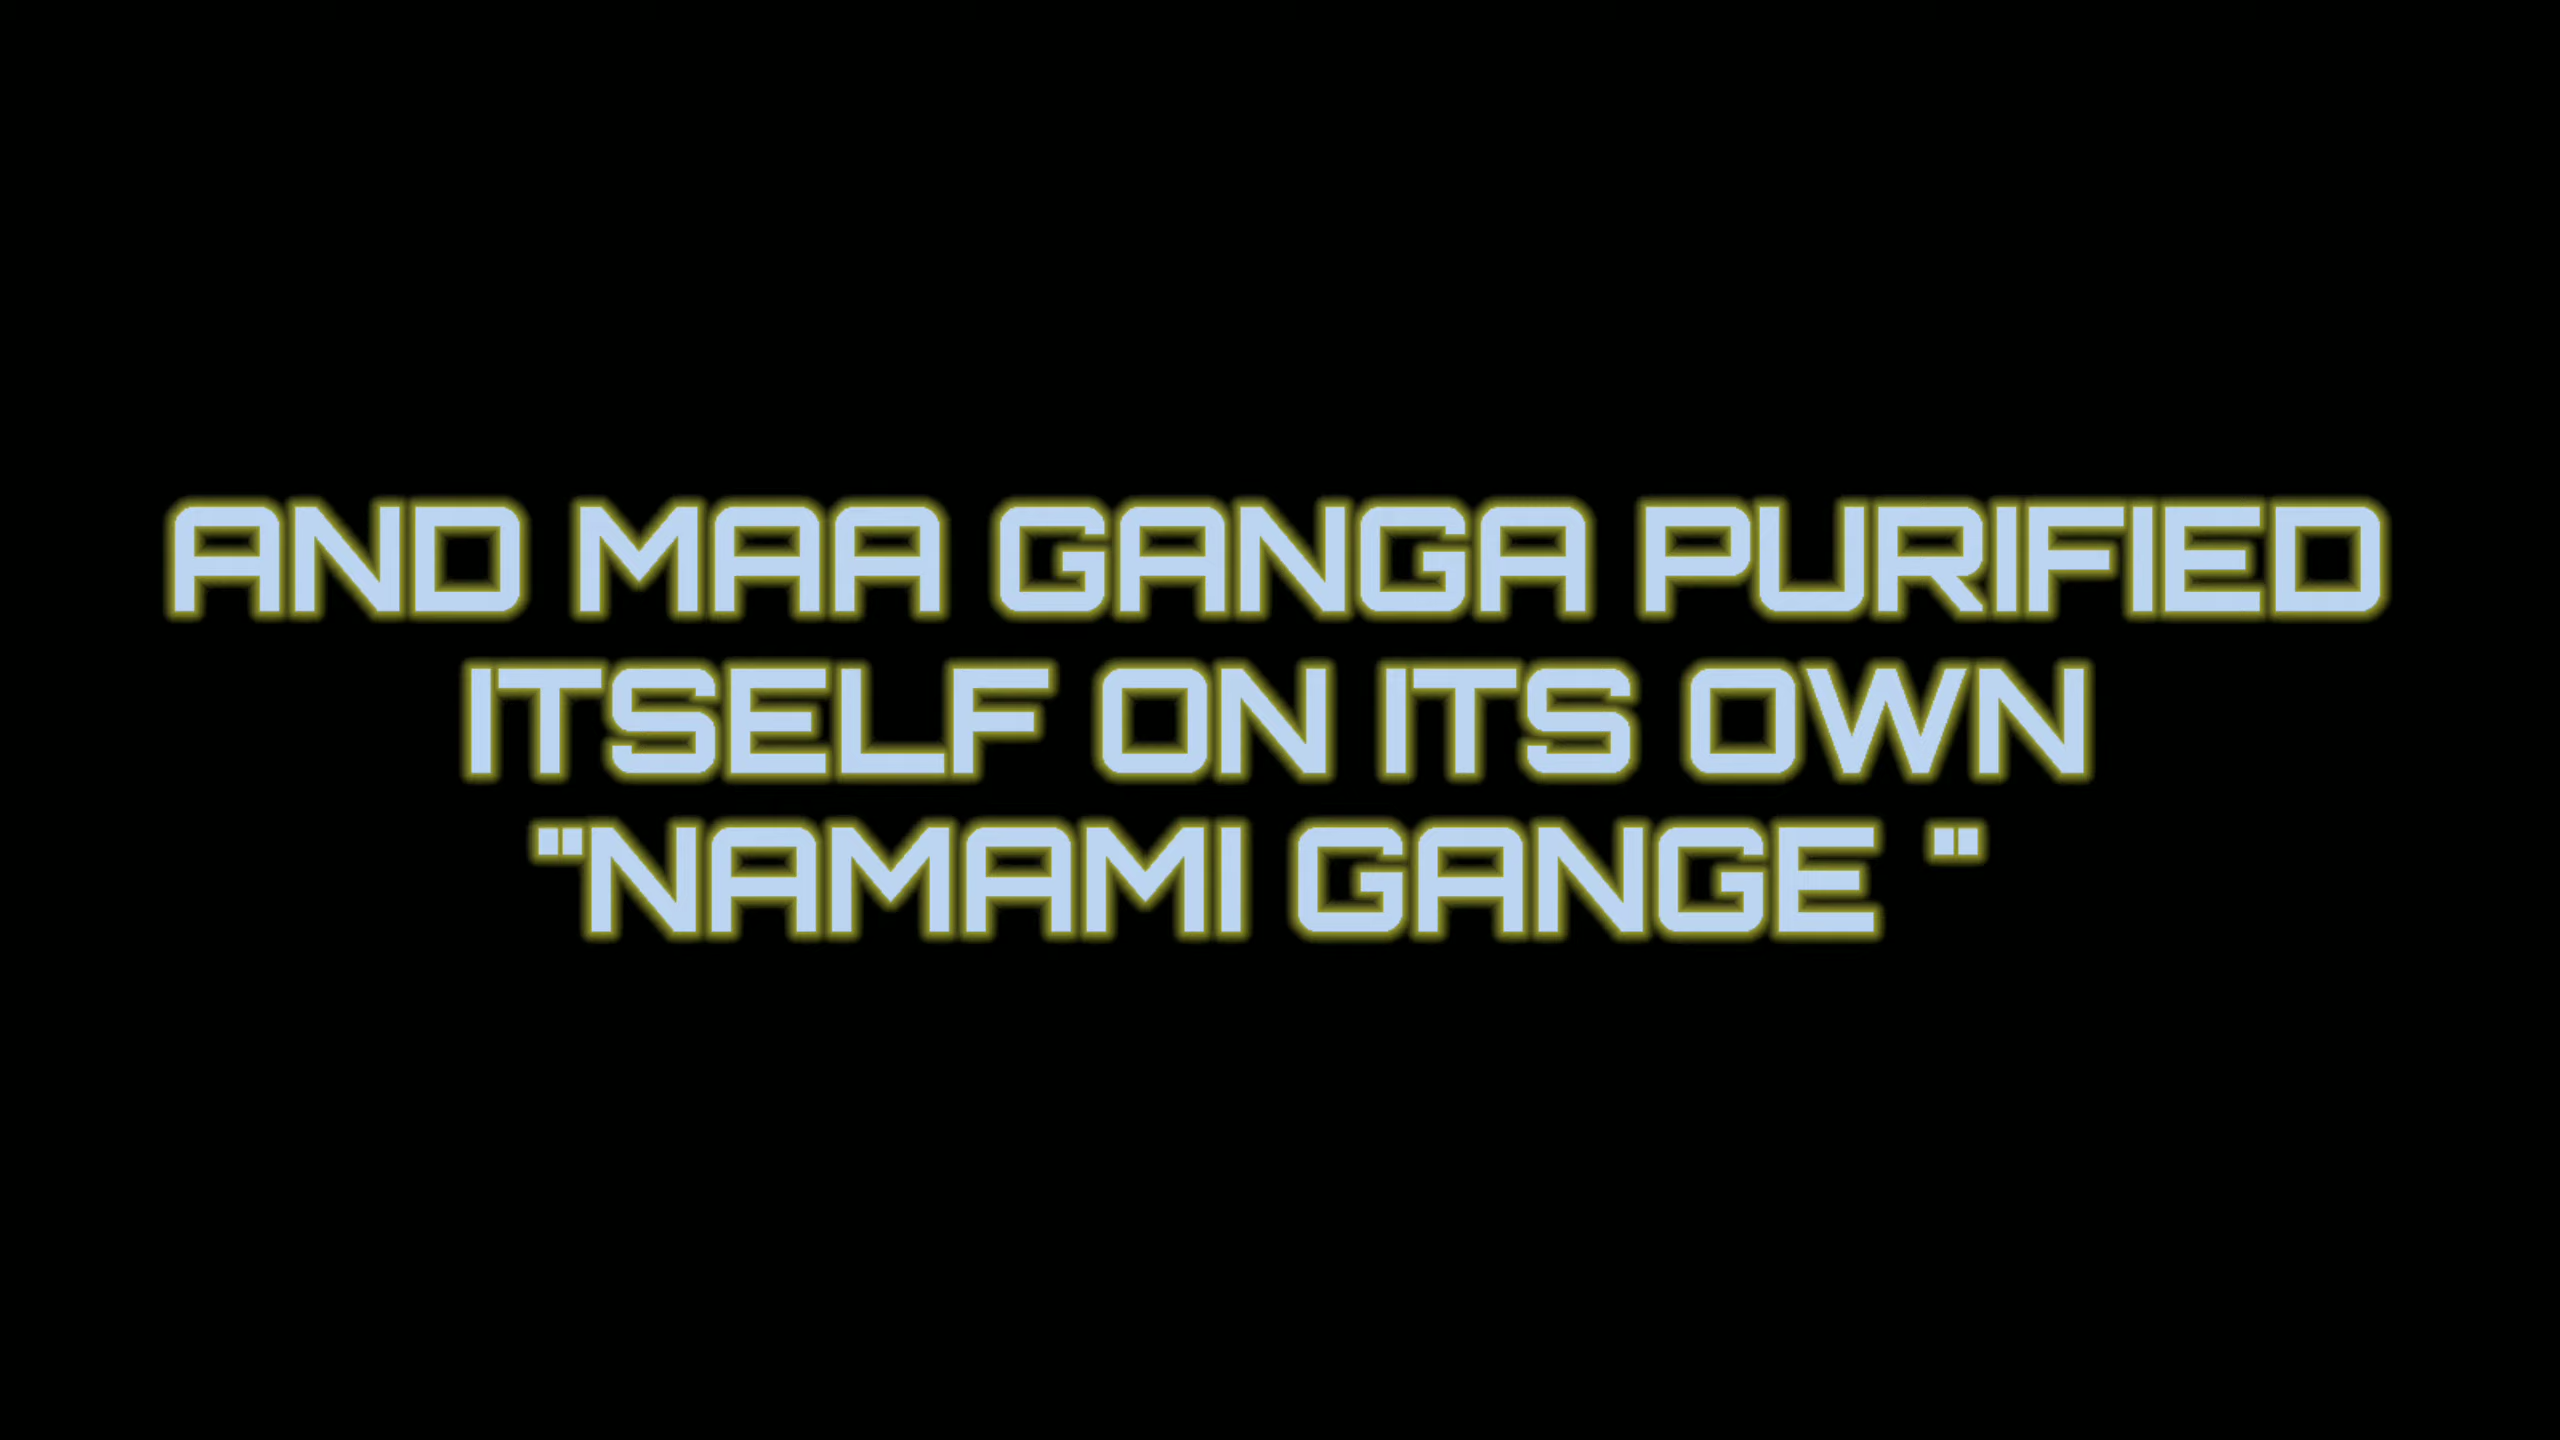 AND MAA GANGA PURIFIED
ITSELF ON ITS OWN
"NAMAMI GANGE "